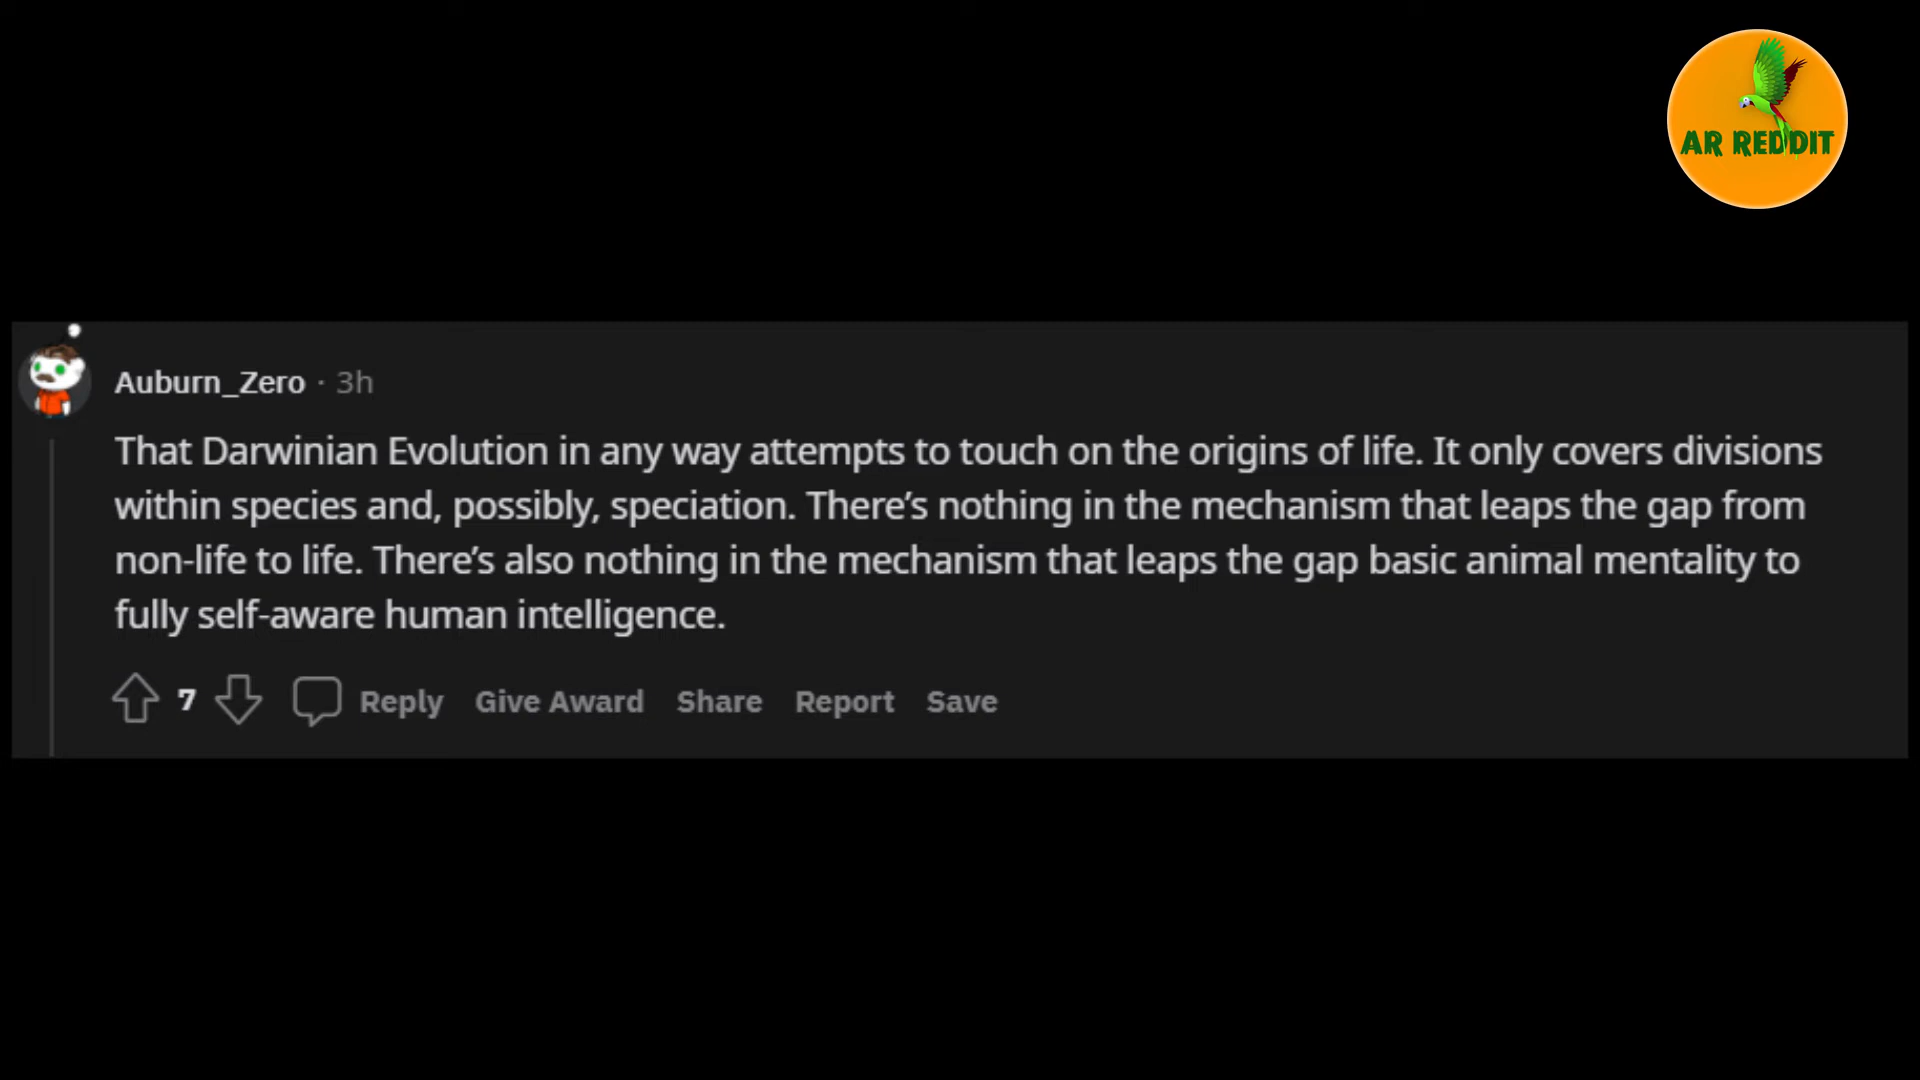 AR REDDIT
Auburn_Zero · 3h
That Darwinian Evolution in any way attempts to touch on the origins of life. It only covers divisions
within species and, possibly, speciation. There’s nothing in the mechanism that leaps the gap from
non-life to life. There’s also nothing in the mechanism that leaps the gap basic animal mentality to
fully self-aware human intelligence.
7 Reply Give Award Share Report Save